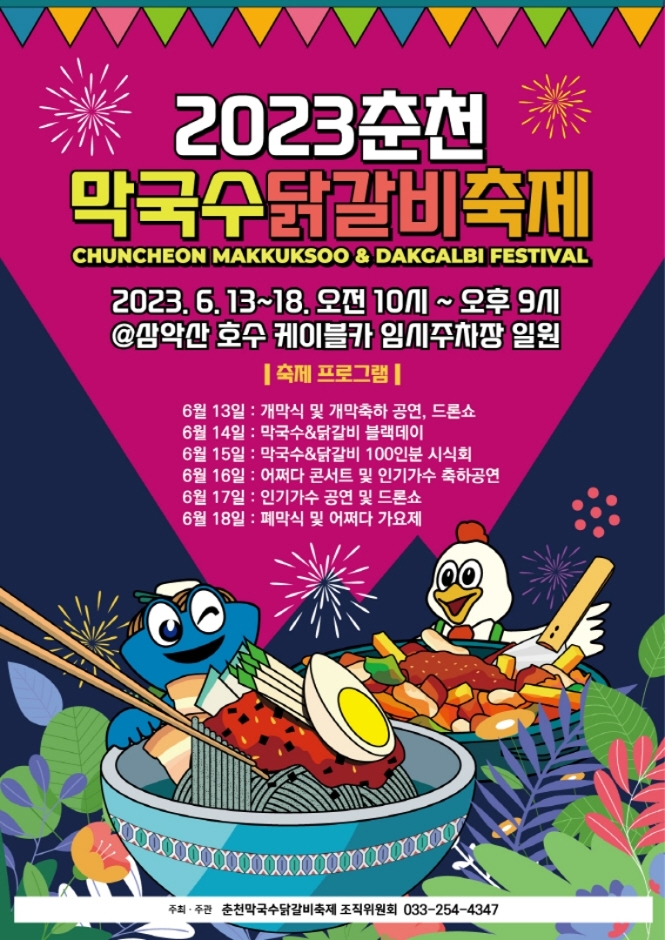 2023춘천
막국수닭갈비축제
CHUNCHEON MAKKUKSOO & DAKGALBI FESTIVAL
2023. 6. 13~18. 오전 10시 ~ 오후 9시
@삼악산 호수 케이블카 임시주차장 일원
| 축제 프로그램 |
6월 13일 : 개막식 및 개막축하 공연, 드론쇼
6월 14일 : 막국수&닭갈비 블랙데이
6월 15일 : 막국수&닭갈비 100인분 시식회
6월 16일 : 어쩌다 콘서트 및 인기가수 축하공연
6월 17일 : 인기가수 공연 및 드론쇼
6월 18일 : 폐막식 및 어쩌다 가요제
주최 · 주관 춘천막국수닭갈비축제 조직위원회 033-254-4347